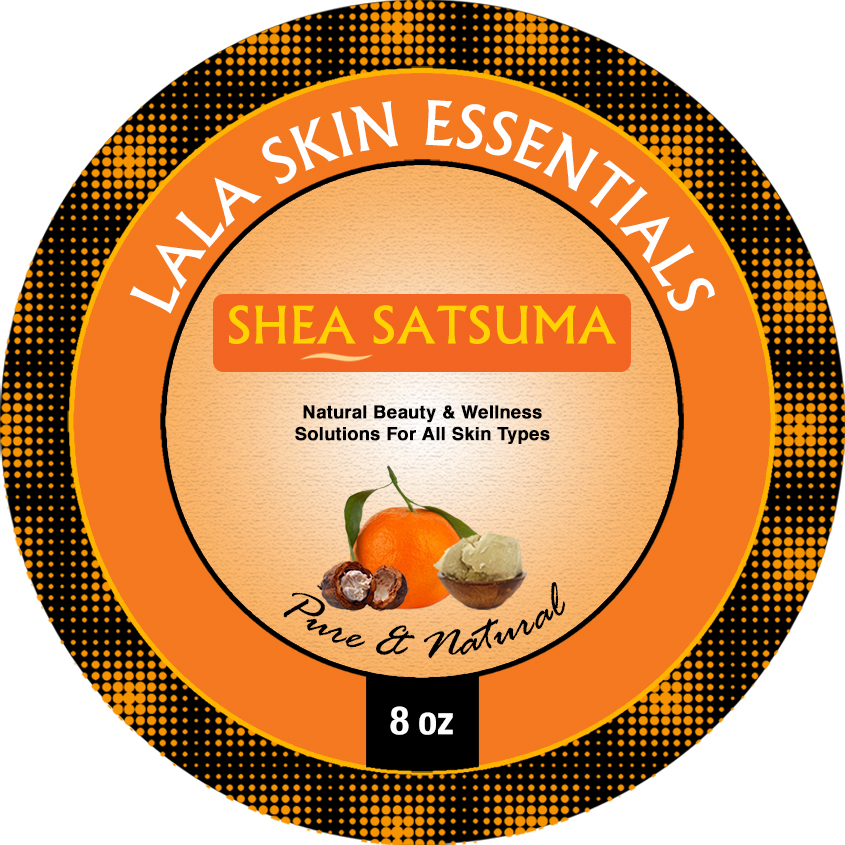 LALA SKIN ESSENTIALS
SHEA SATSUMA
Natural Beauty & Wellness
Solutions For All Skin Types
Pure & Natural
8 oz